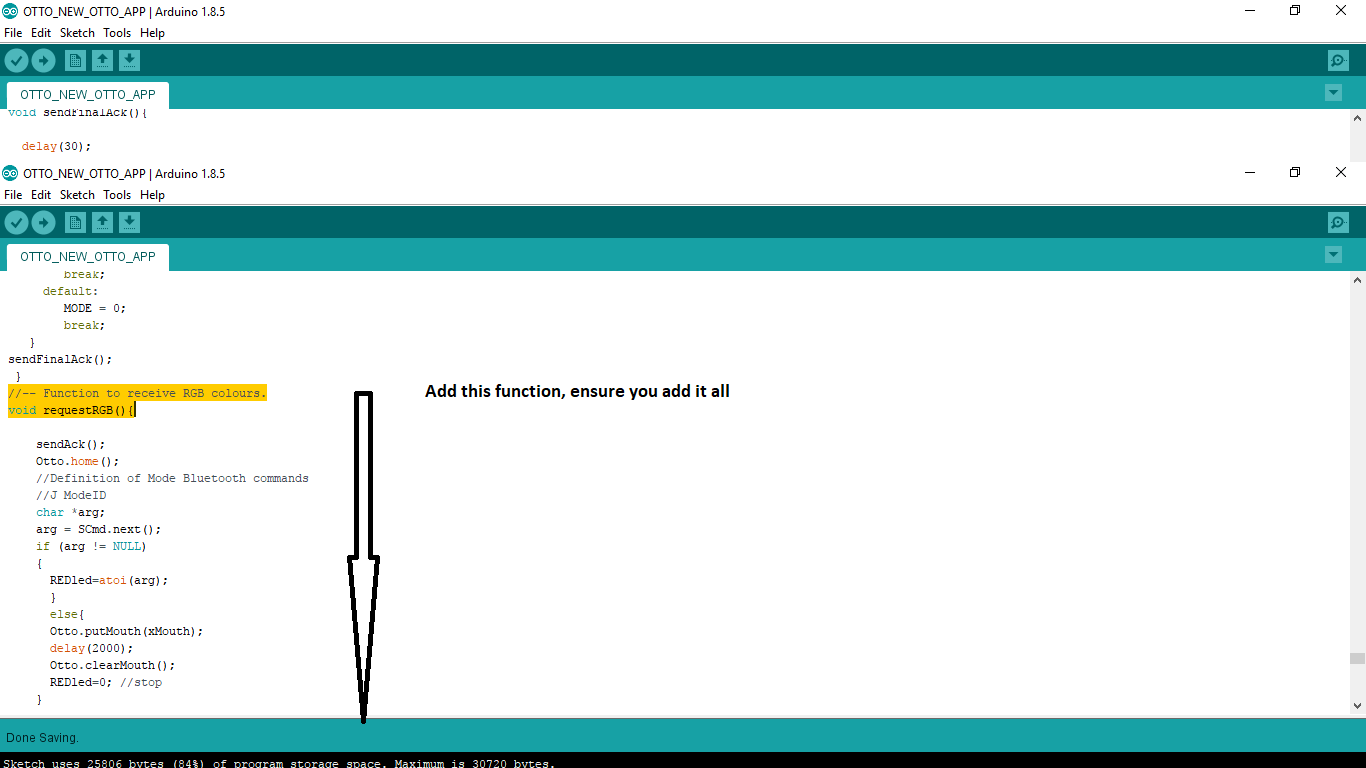 OTTO_NEW_OTTO_APP | Arduino 1.8.5
File Edit Sketch Tools Help
OTTO_NEW_OTTO_APP
void sendFinalAck(){
delay(30);
OTTO_NEW_OTTO_APP | Arduino 1.8.5
File Edit Sketch Tools Help
OTTO_NEW_OTTO_APP
break;
default:
MODE = 0;
break;
}
sendFinalAck();
}
//-- Function to receive RGB colours.
Add this function, ensure you add it all
void requestRGB(){
sendAck();
Otto.home();
//Definition of Mode Bluetooth commands
//J ModeID
char *arg;
arg = SCmd.next();
if (arg != NULL)
{
REDled=atoi(arg);
}
else{
Otto.putMouth(xMouth);
delay(2000);
Otto.clearMouth();
REDled=0; //stop
}
Done Saving.
Sketch uses 25806 bytes (84%) of program storage space. Maximum is 30720 bytes.